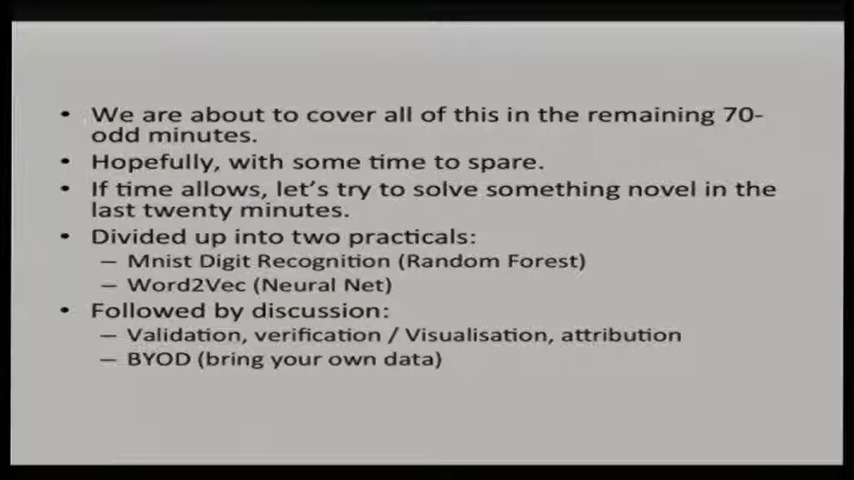 • We are about to cover all of this in the remaining 70-
odd minutes.
• Hopefully, with some time to spare.
• If time allows, let's try to solve something novel in the
last twenty minutes.
• Divided up into two practicals:
– Mnist Digit Recognition (Random Forest)
– Word2Vec (Neural Net)
• Followed by discussion:
– Validation, verification / Visualisation, attribution
– BYOD (bring your own data)